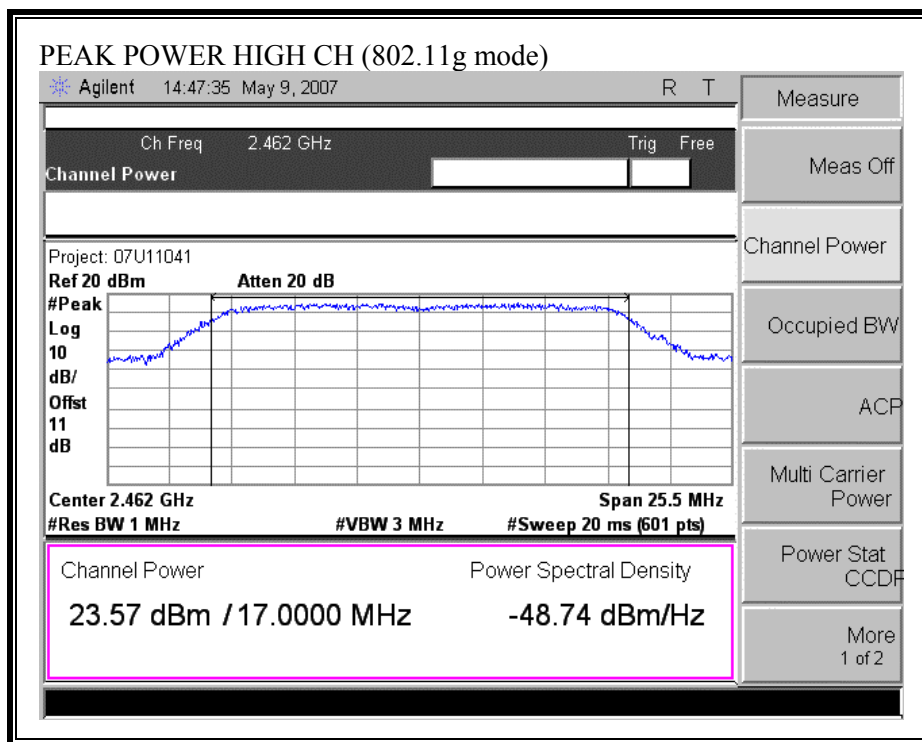 PEAK POWER HIGH CH (802.11g mode)
Agilent 14:47:35 May 9, 2007 R T
Ch Freq 2.462 GHz Trig Free
Channel Power
Project: 07U11041
Ref 20 dBm Atten 20 dB
#Peak
Log
10
dB/
Offst
11
dB
Center 2.462 GHz Span 25.5 MHz
#Res BW 1 MHz #VBW 3 MHz #Sweep 20 ms (601 pts)
Channel Power Power Spectral Density
23.57 dBm / 17.0000 MHz -48.74 dBm/Hz
Measure
Meas Off
Channel Power
Occupied BW
ACP
Multi Carrier
Power
Power Stat
CCDF
More
1 of 2